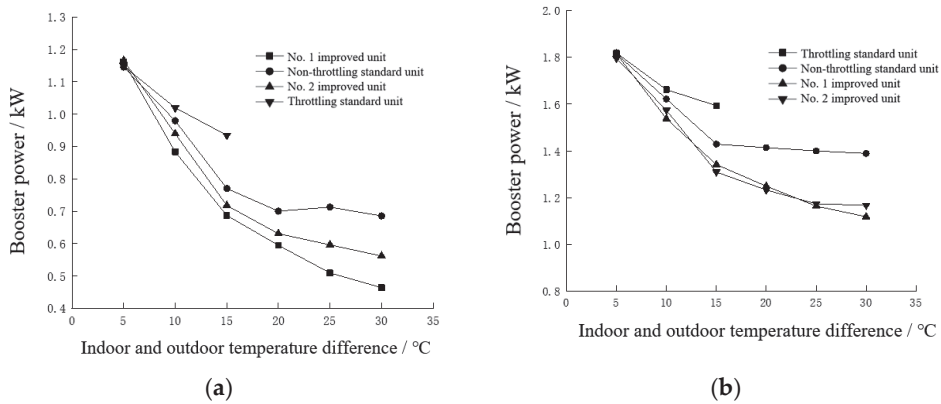 1.3
1.2
1.1
1.0
0.9
0.8
0.7
0.6
0.5
0.4
Booster power / kW
No. 1 improved unit
Non-throttling standard unit
No. 2 improved unit
Throttling standard unit
0 5 10 15 20 25 30 35
Indoor and outdoor temperature difference / °C
(a)
2.0
1.8
1.6
1.4
1.2
1.0
0.8
Booster power / kW
Throttling standard unit
Non-throttling standard unit
No. 1 improved unit
No. 2 improved unit
0 5 10 15 20 25 30 35
Indoor and outdoor temperature difference / °C
(b)